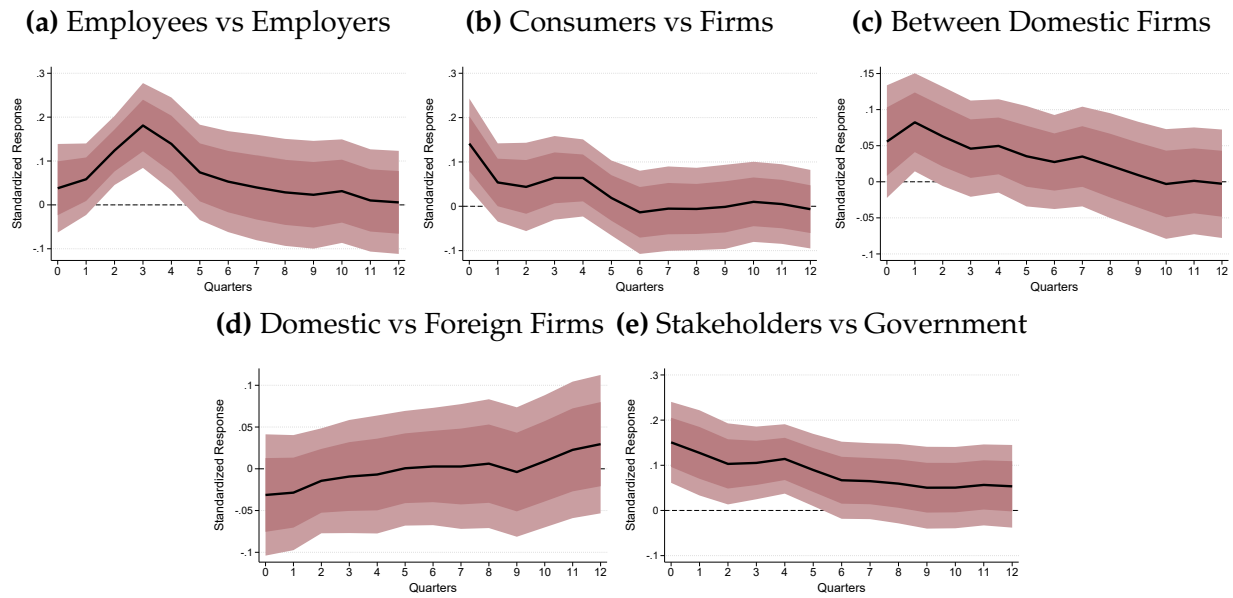 (a) Employees vs Employers
(b) Consumers vs Firms
(c) Between Domestic Firms
Standardized Response
.3
.2
.1
0
-.1
0 1 2 3 4 5 6 7 8 9 10 11 12
Quarters
Standardized Response
.3
.2
.1
0
-.1
0 1 2 3 4 5 6 7 8 9 10 11 12
Quarters
Standardized Response
.15
.1
.05
0
-.05
-.1
0 1 2 3 4 5 6 7 8 9 10 11 12
Quarters
(d) Domestic vs Foreign Firms
(e) Stakeholders vs Government
Standardized Response
.1
.05
0
-.05
-.1
0 1 2 3 4 5 6 7 8 9 10 11 12
Quarters
Standardized Response
.3
.2
.1
0
-.1
0 1 2 3 4 5 6 7 8 9 10 11 12
Quarters